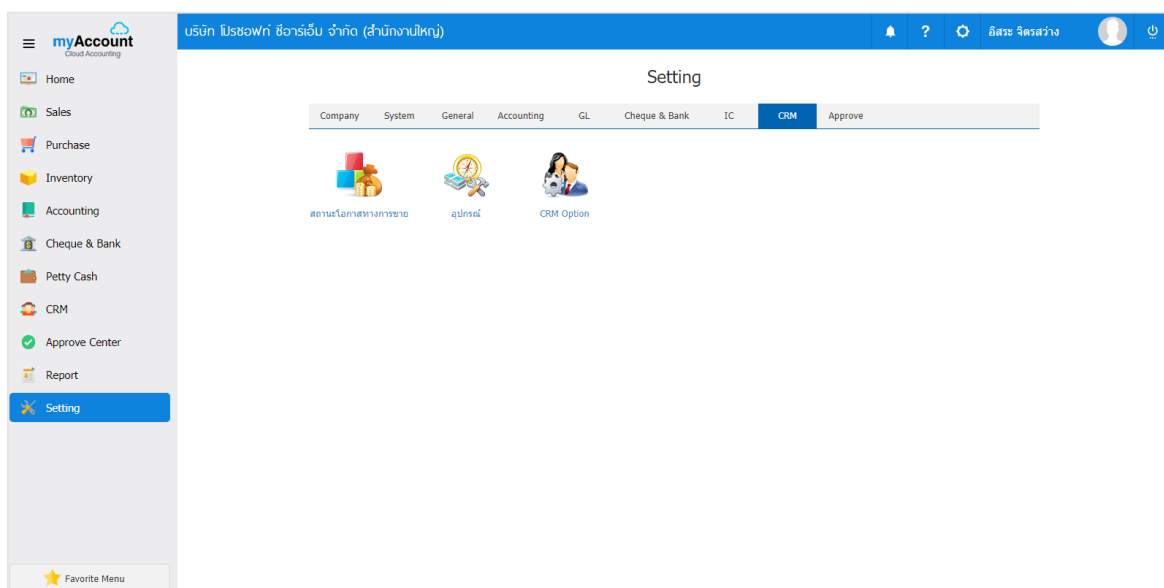 myAccount
Cloud Accounting
บริษัท โปรซอฟท์ ซีอาร์เอ็ม จำกัด (สำนักงานใหญ่)
?
อิสระ จิตรสว่าง
Home
Sales
Purchase
Inventory
Accounting
Cheque & Bank
Petty Cash
CRM
Approve Center
Report
Setting
Favorite Menu
Setting
Company System General Accounting GL Cheque & Bank IC CRM Approve
สถานะโอกาสทางการขาย อุปกรณ์ CRM Option